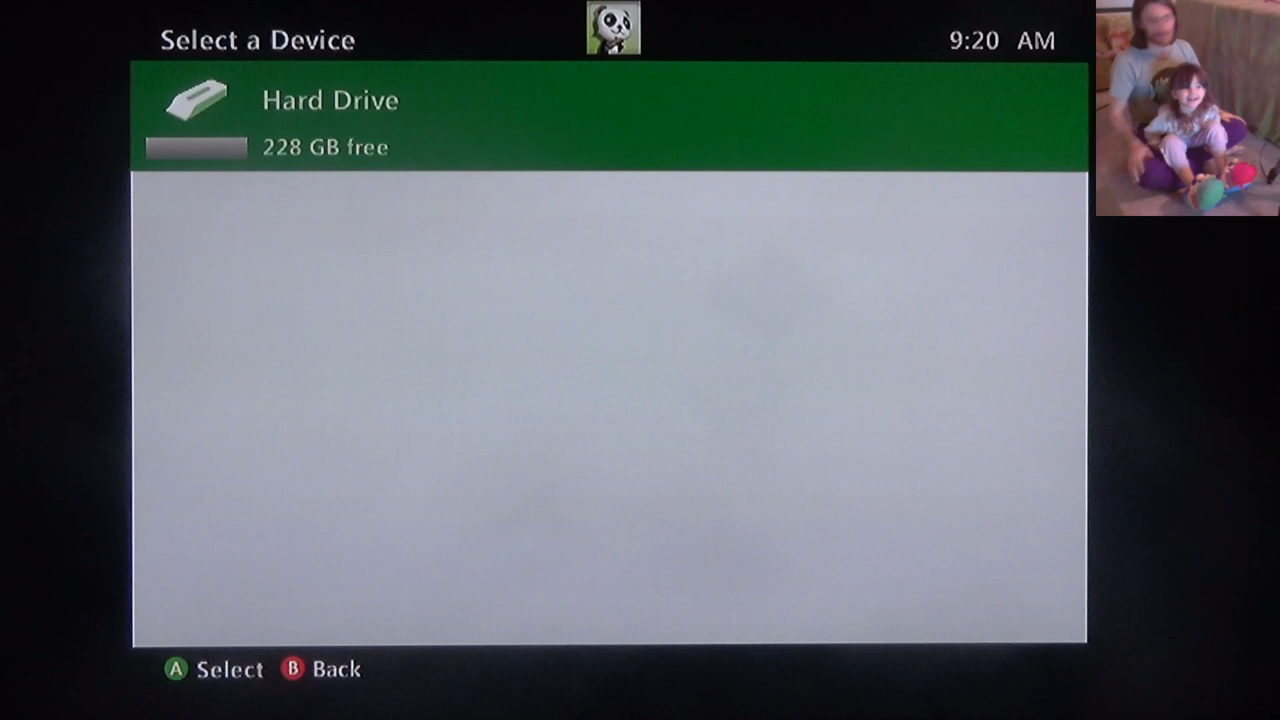 Select a Device
9:20 AM
Hard Drive
228 GB free
A Select B Back